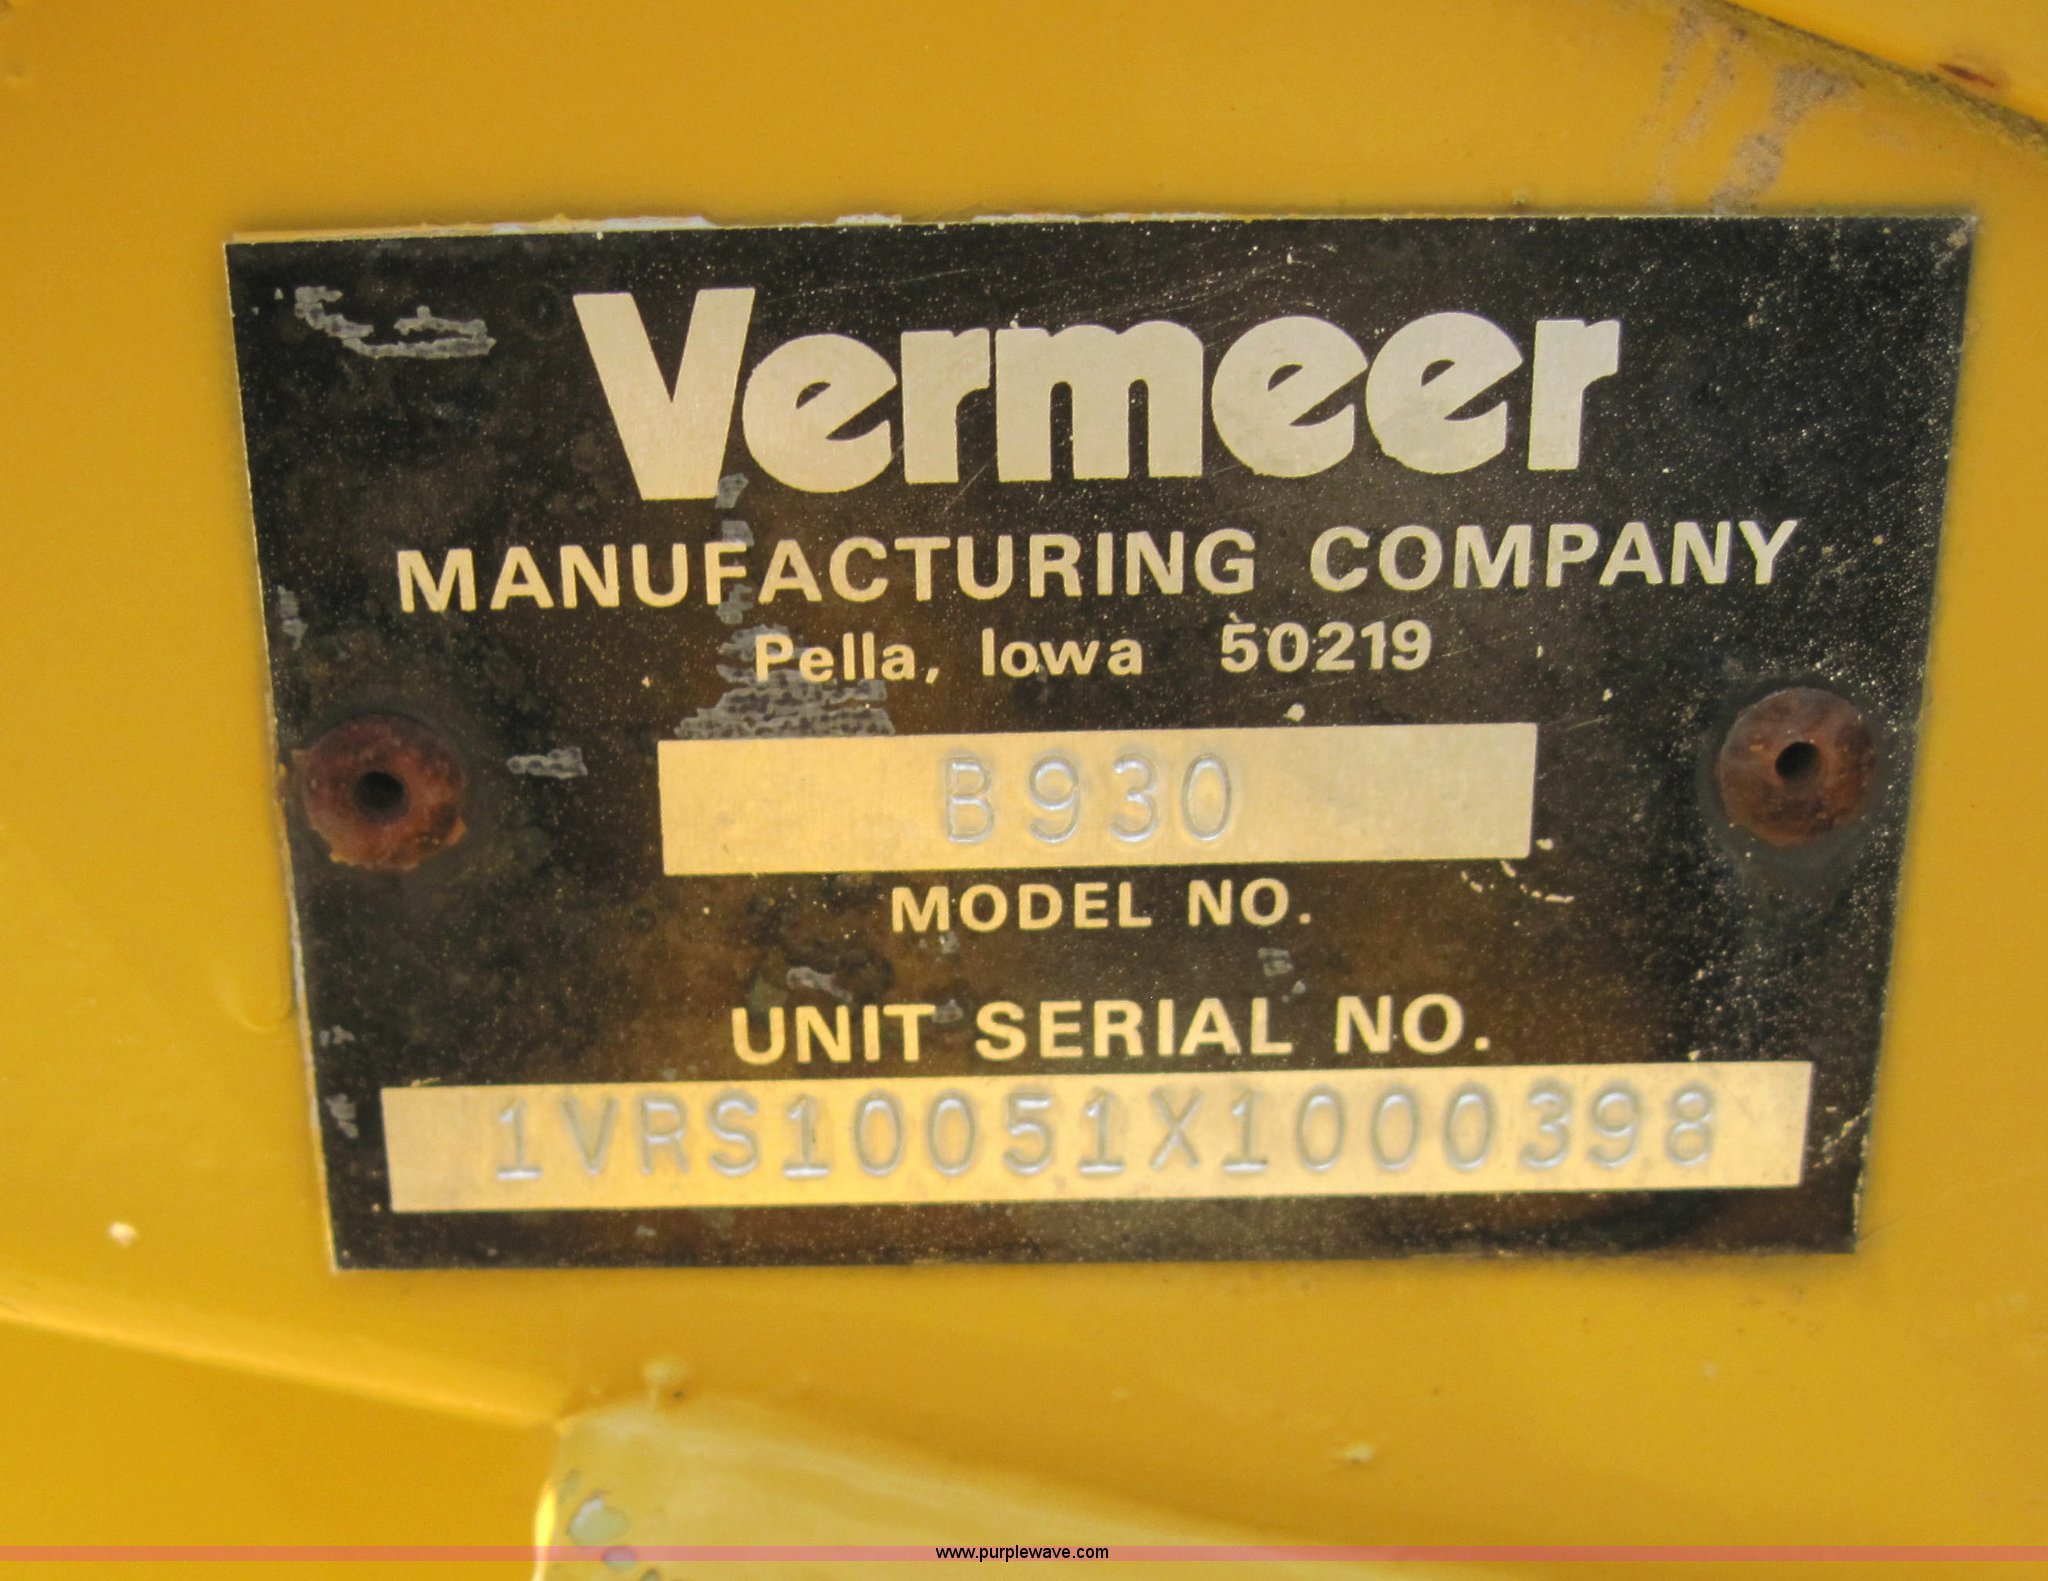 Vermeer
MANUFACTURING COMPANY
Pella, Iowa 50219
B930
MODEL NO.
UNIT SERIAL NO.
1VRS10051X1000398
www.purplewave.com